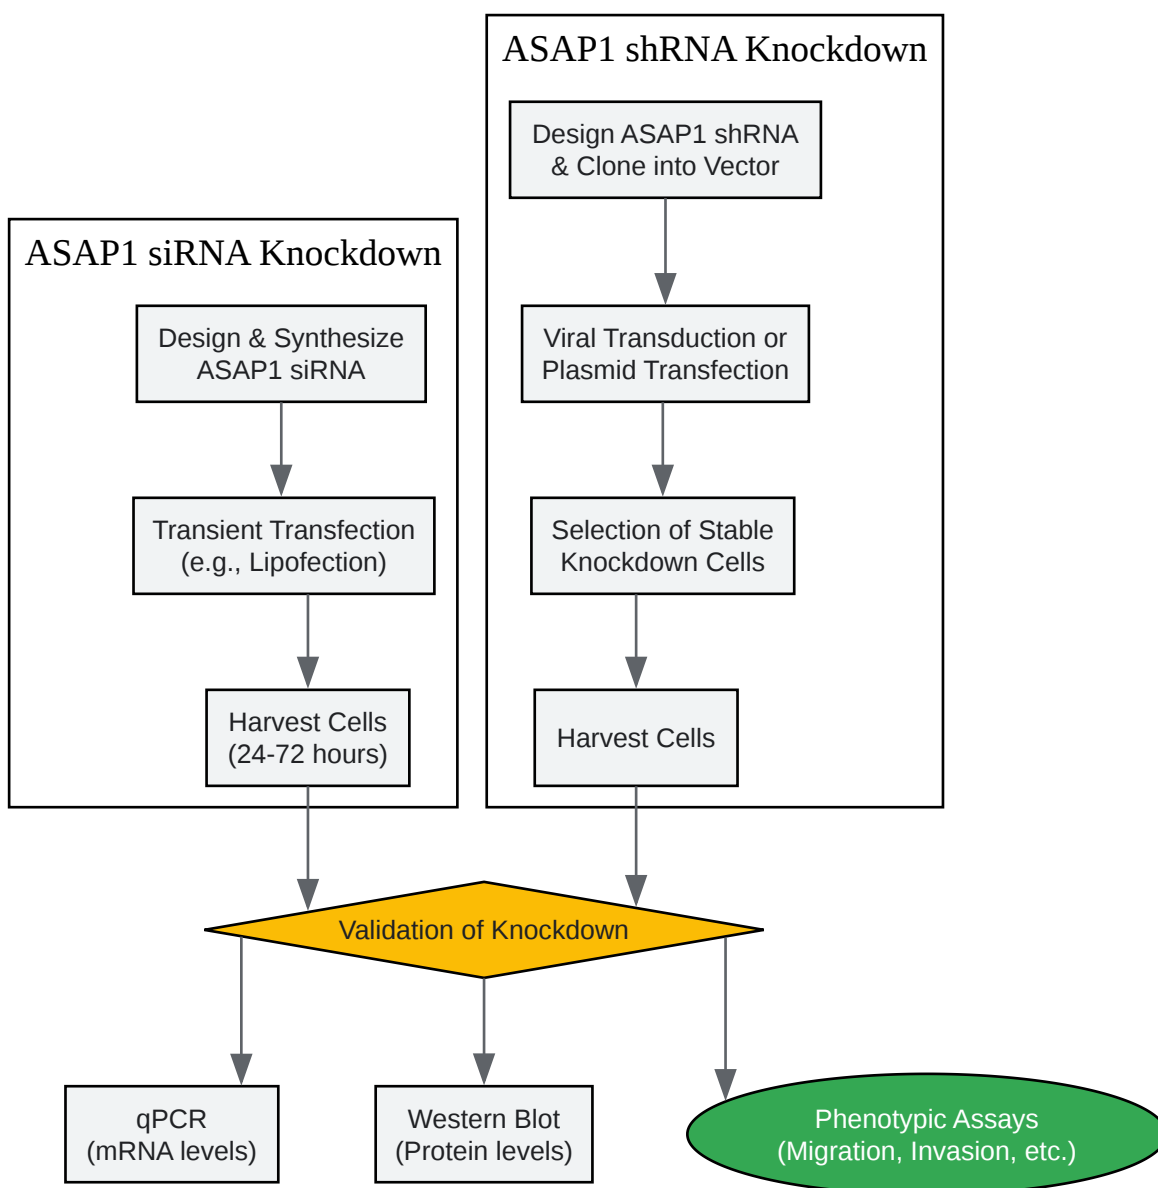 ASAP1 shRNA Knockdown
Design ASAP1 shRNA
& Clone into Vector
Viral Transduction or
Plasmid Transfection
Selection of Stable
Knockdown Cells
Harvest Cells
ASAP1 siRNA Knockdown
Design & Synthesize
ASAP1 siRNA
Transient Transfection
(e.g., Lipofection)
Harvest Cells
(24-72 hours)
Validation of Knockdown
qPCR
(mRNA levels)
Western Blot
(Protein levels)
Phenotypic Assays
(Migration, Invasion, etc.)